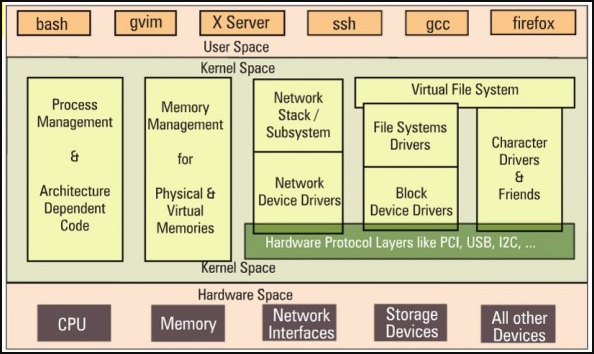 bash
gvim
X Server
ssh
gcc
firefox
User Space
Kernel Space
Process
Management
&
Architecture
Dependent
Code
Memory
Management
for
Physical &
Virtual
Memories
Network
Stack /
Subsystem
Network
Device Drivers
Virtual File System
File Systems
Drivers
Block
Device Drivers
Character
Drivers
&
Friends
Hardware Protocol Layers like PCI, USB, I2C, ...
Kernel Space
Hardware Space
CPU
Memory
Network
Interfaces
Storage
Devices
All other
Devices